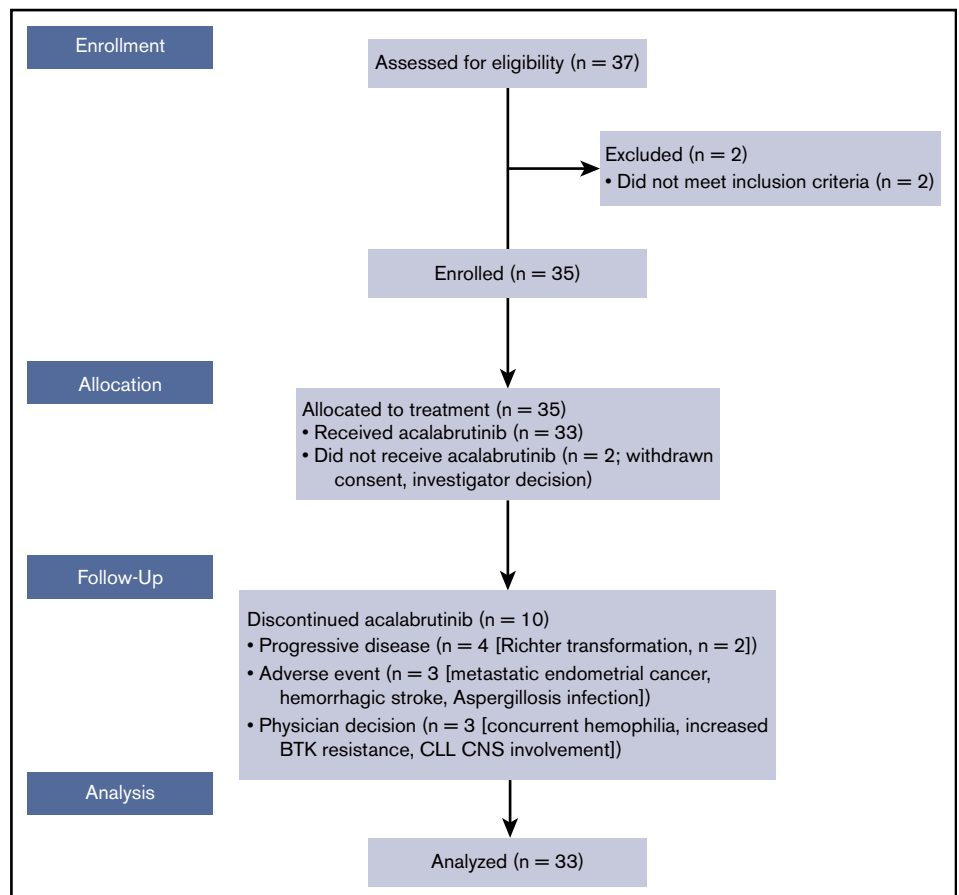 Enrollment
Assessed for eligibility (n = 37)
Excluded (n = 2)
• Did not meet inclusion criteria (n = 2)
Enrolled (n = 35)
Allocation
Allocated to treatment (n = 35)
• Received acalabrutinib (n = 33)
• Did not receive acalabrutinib (n = 2; withdrawn
consent, investigator decision)
Follow-Up
Discontinued acalabrutinib (n = 10)
• Progressive disease (n = 4 [Richter transformation, n = 2])
• Adverse event (n = 3 [metastatic endometrial cancer,
hemorrhagic stroke, Aspergillosis infection])
• Physician decision (n = 3 [concurrent hemophilia, increased
BTK resistance, CLL CNS involvement])
Analysis
Analyzed (n = 33)